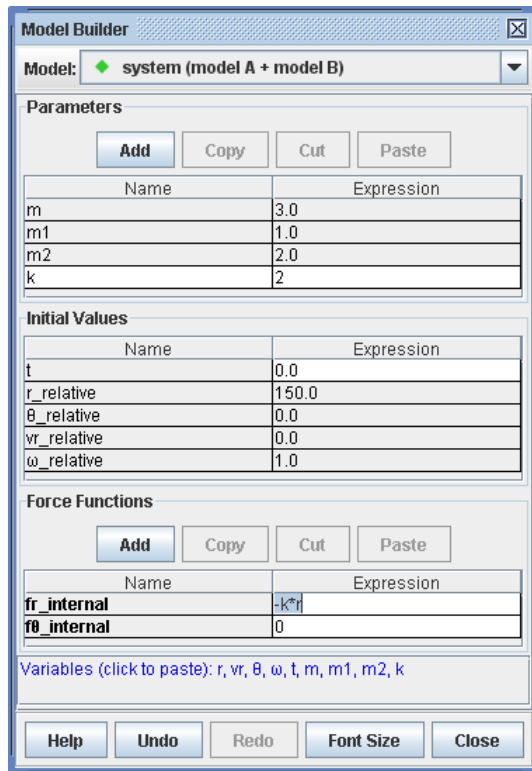 Model Builder
Model: system (model A + model B)
Parameters
Add Copy Cut Paste
Name Expression
m 3.0
m1 1.0
m2 2.0
k 2
Initial Values
Name Expression
t 0.0
r_relative 150.0
θ_relative 0.0
vr_relative 0.0
ω_relative 1.0
Force Functions
Add Copy Cut Paste
Name Expression
fr_internal -k*r
fθ_internal 0
Variables (click to paste): r, vr, θ, ω, t, m, m1, m2, k
Help Undo Redo Font Size Close